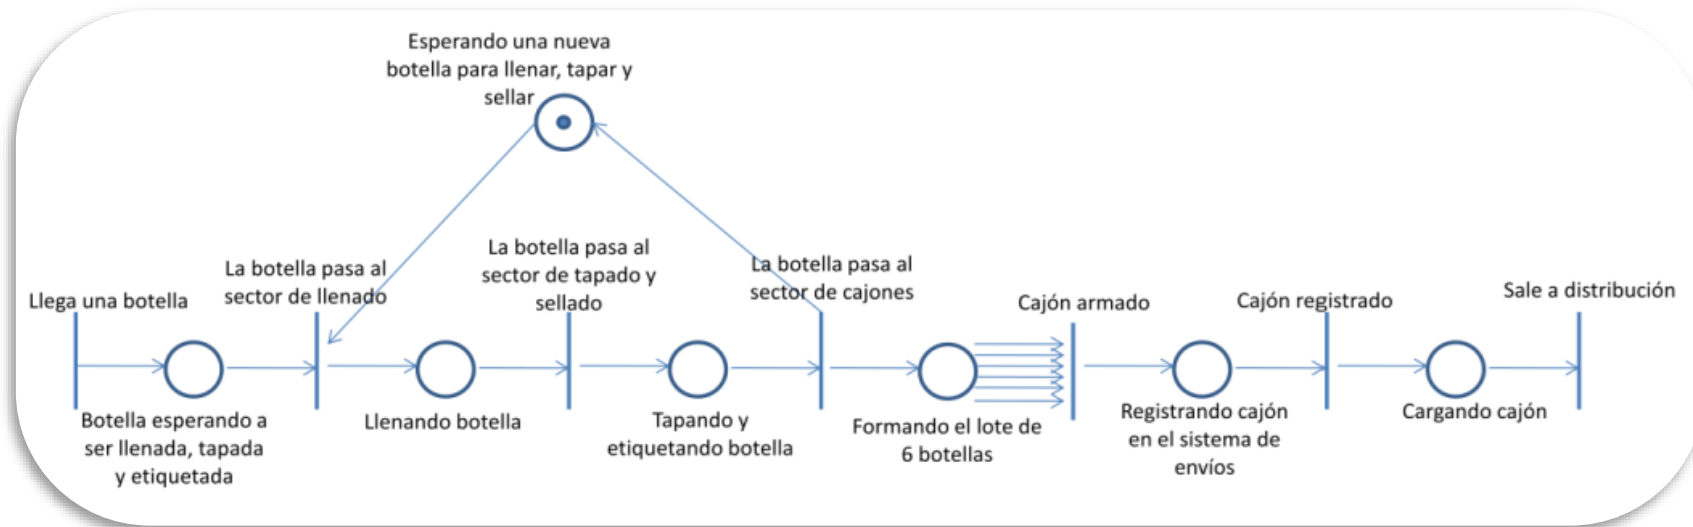 Esperando una nueva
botella para llenar, tapar y
sellar
Llega una botella
La botella pasa al
sector de llenado
La botella pasa al
sector de tapado y
sellado
La botella pasa al
sector de cajones
Cajón armado
Cajón registrado
Sale a distribución
Botella esperando a
ser llenada, tapada
y etiquetada
Llenando botella
Tapando y
etiquetando botella
Formando el lote de
6 botellas
Registrando cajón
en el sistema de
envíos
Cargando cajón